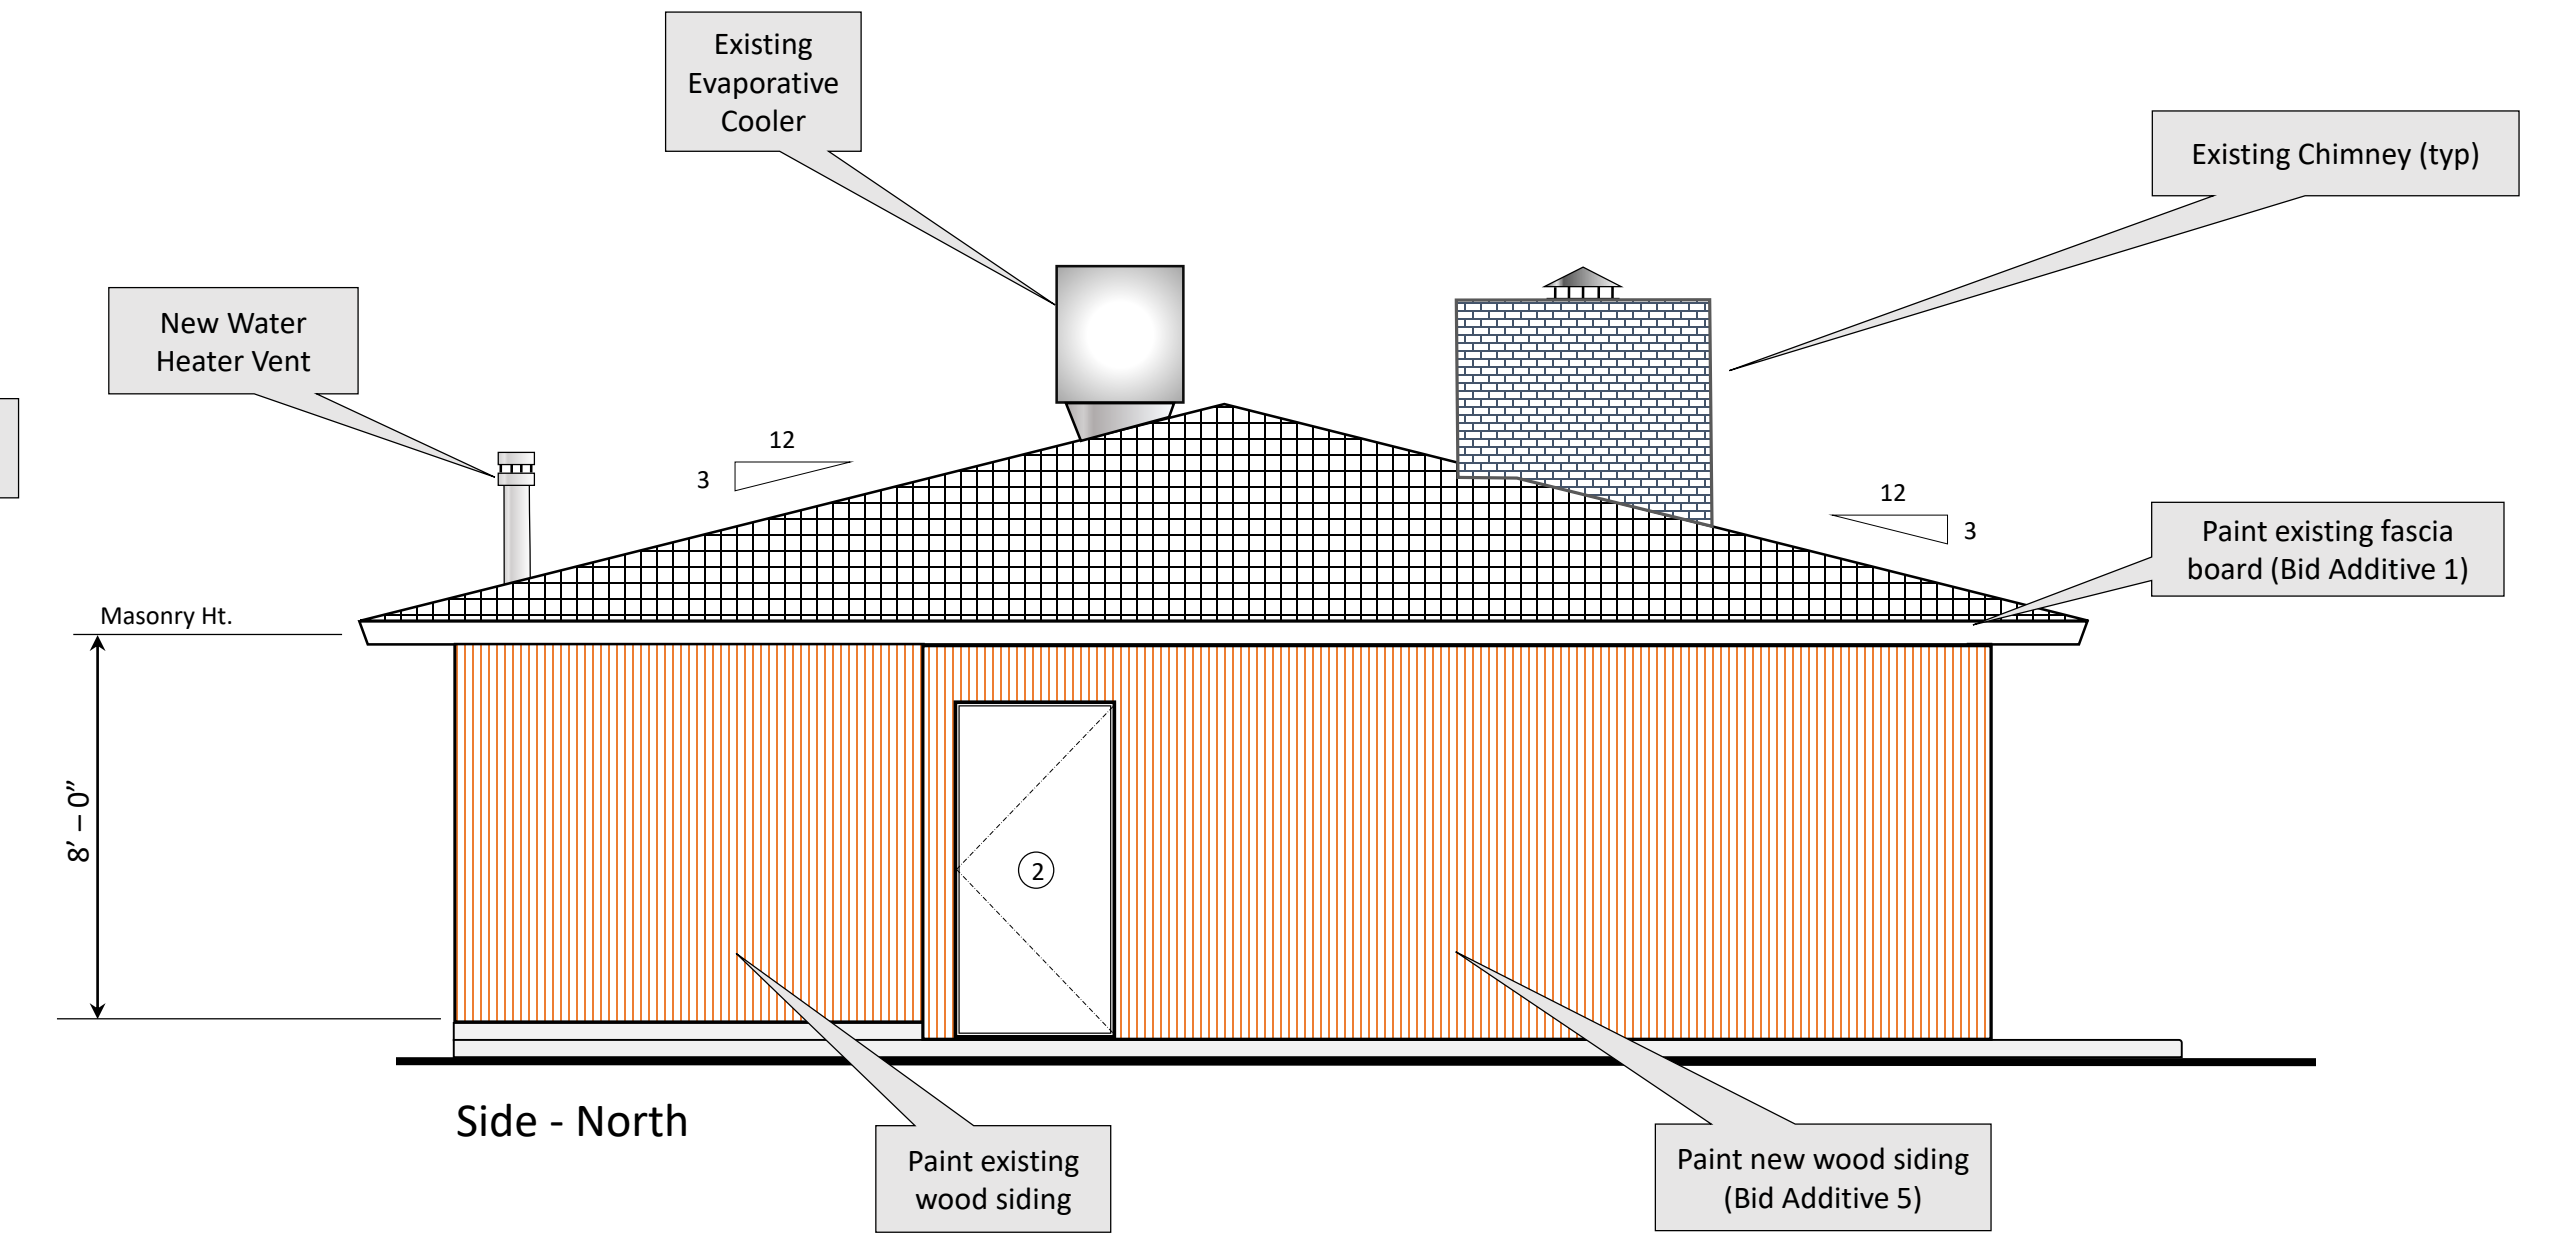 Existing
Evaporative
Cooler
Existing Chimney (typ)
New Water
Heater Vent
12
3
12
3
Paint existing fascia
board (Bid Additive 1)
Masonry Ht.
8’ – 0”
2
Side - North
Paint existing
wood siding
Paint new wood siding
(Bid Additive 5)